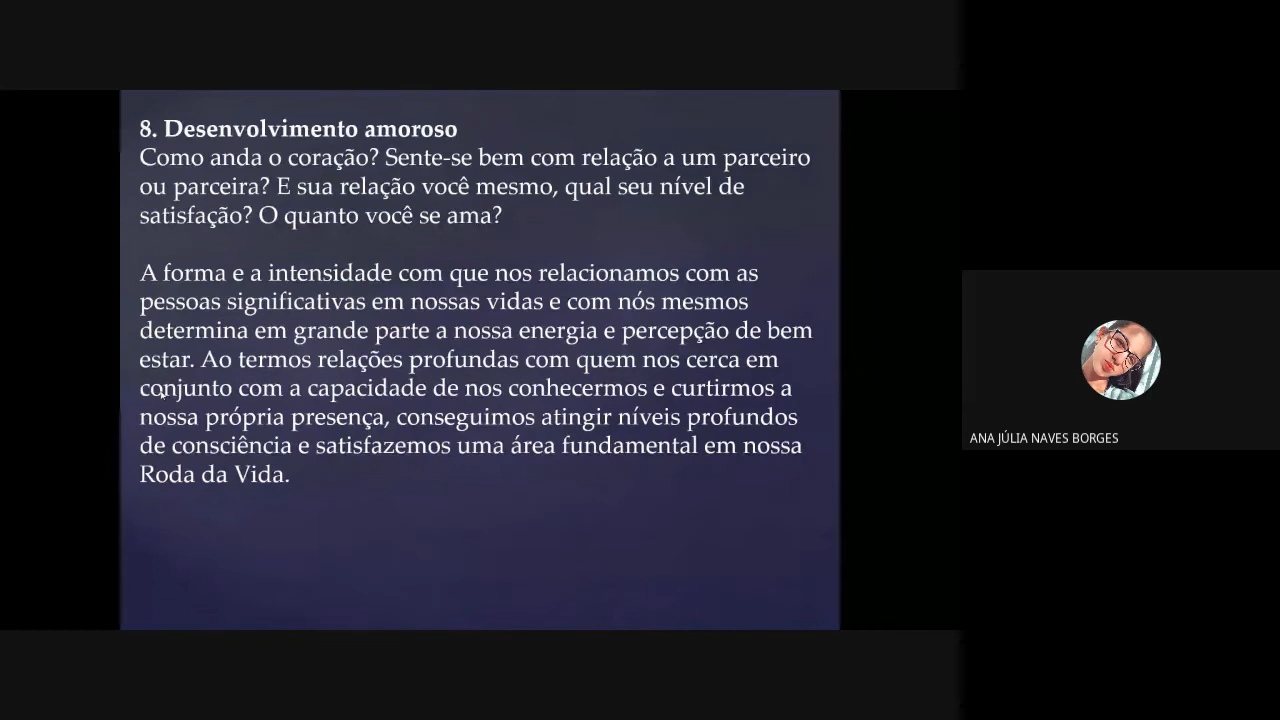 8. Desenvolvimento amoroso
Como anda o coração? Sente-se bem com relação a um parceiro
ou parceira? E sua relação você mesmo, qual seu nível de
satisfação? O quanto você se ama?
A forma e a intensidade com que nos relacionamos com as
pessoas significativas em nossas vidas e com nós mesmos
determina em grande parte a nossa energia e percepção de bem
estar. Ao termos relações profundas com quem nos cerca em
conjunto com a capacidade de nos conhecermos e curtirmos a
nossa própria presença, conseguimos atingir níveis profundos
de consciência e satisfazemos uma área fundamental em nossa
Roda da Vida.
ANA JÚLIA NAVES BORGES